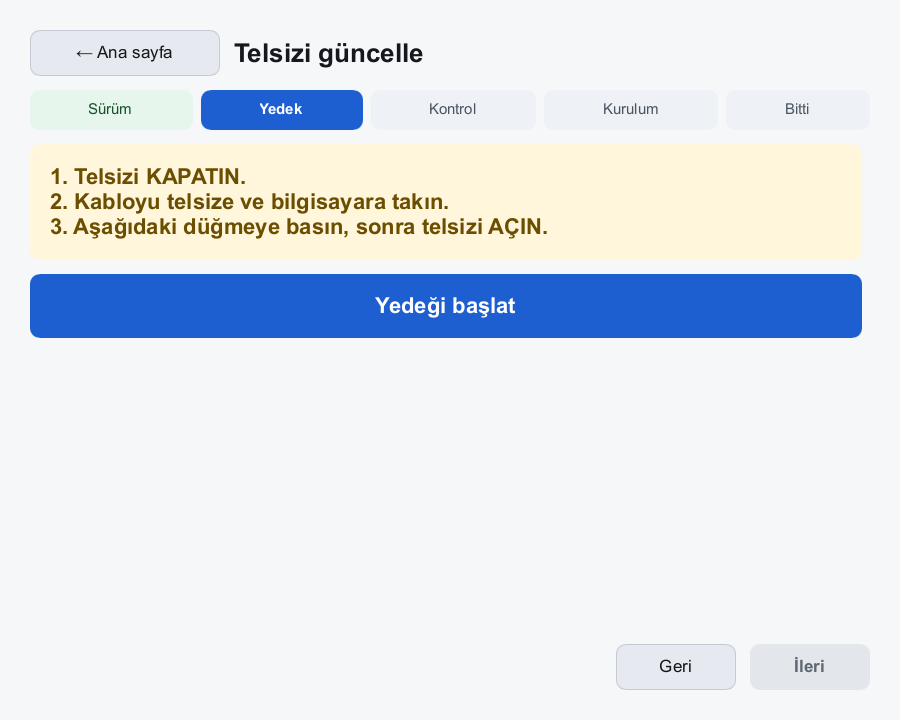 ← Ana sayfa
Telsizi güncelle
Sürüm
Yedek
Kontrol
Kurulum
Bitti
1. Telsizi KAPATIN.
2. Kabloyu telsize ve bilgisayara takın.
3. Aşağıdaki düğmeye basın, sonra telsizi AÇIN.
Yedeği başlat
Geri
İleri